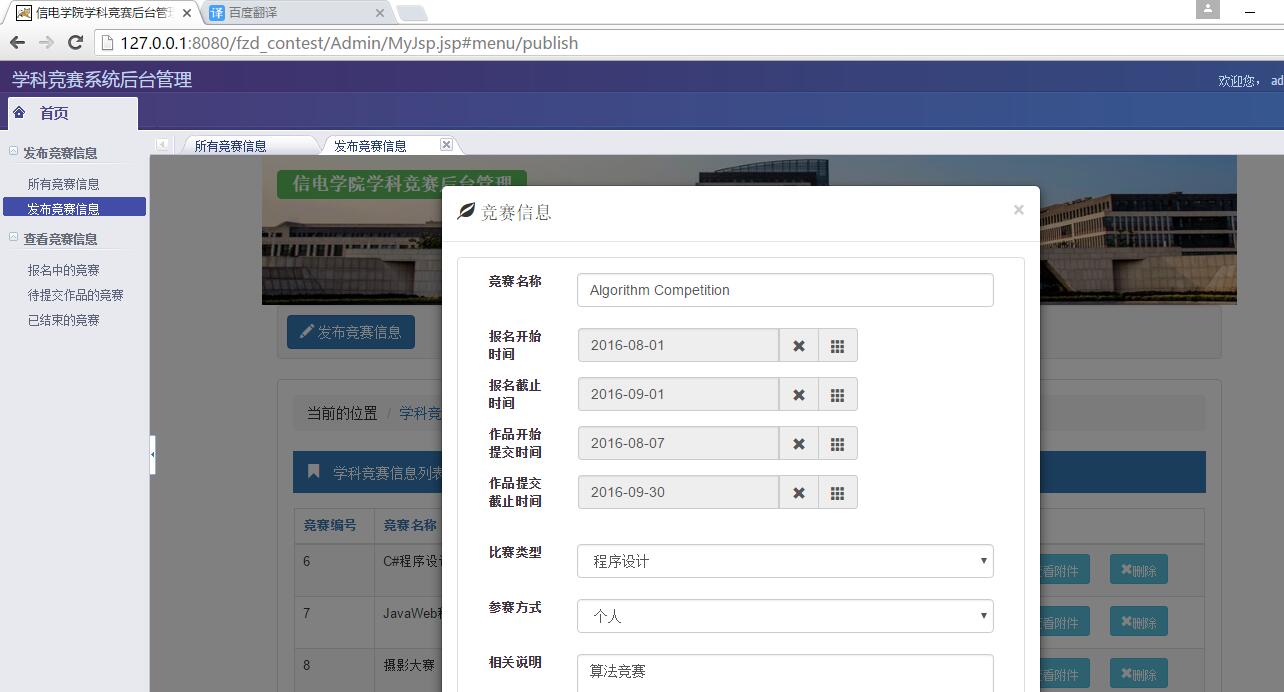 信电学院学科竞赛后台管
译 百度翻译
127.0.0.1:8080/fzd_contest/Admin/MyJsp.jsp#menu/publish
学科竞赛系统后台管理
欢迎您， ad
首页
发布竞赛信息
所有竞赛信息
发布竞赛信息
查看竞赛信息
报名中的竞赛
待提交作品的竞赛
已结束的竞赛
所有竞赛信息
发布竞赛信息
信电学院学科竞赛后台管理
发布竞赛信息
当前的位置 / 学科竞
学科竞赛信息列表
竞赛编号 竞赛名称
6 C#程序设计
查看附件 删除
7 JavaWeb
查看附件 删除
8 摄影大赛
查看附件 删除
竞赛信息
×
竞赛名称
Algorithm Competition
报名开始
时间
2016-08-01
报名截止
时间
2016-09-01
作品开始
提交时间
2016-08-07
作品提交
截止时间
2016-09-30
比赛类型
程序设计
参赛方式
个人
相关说明
算法竞赛